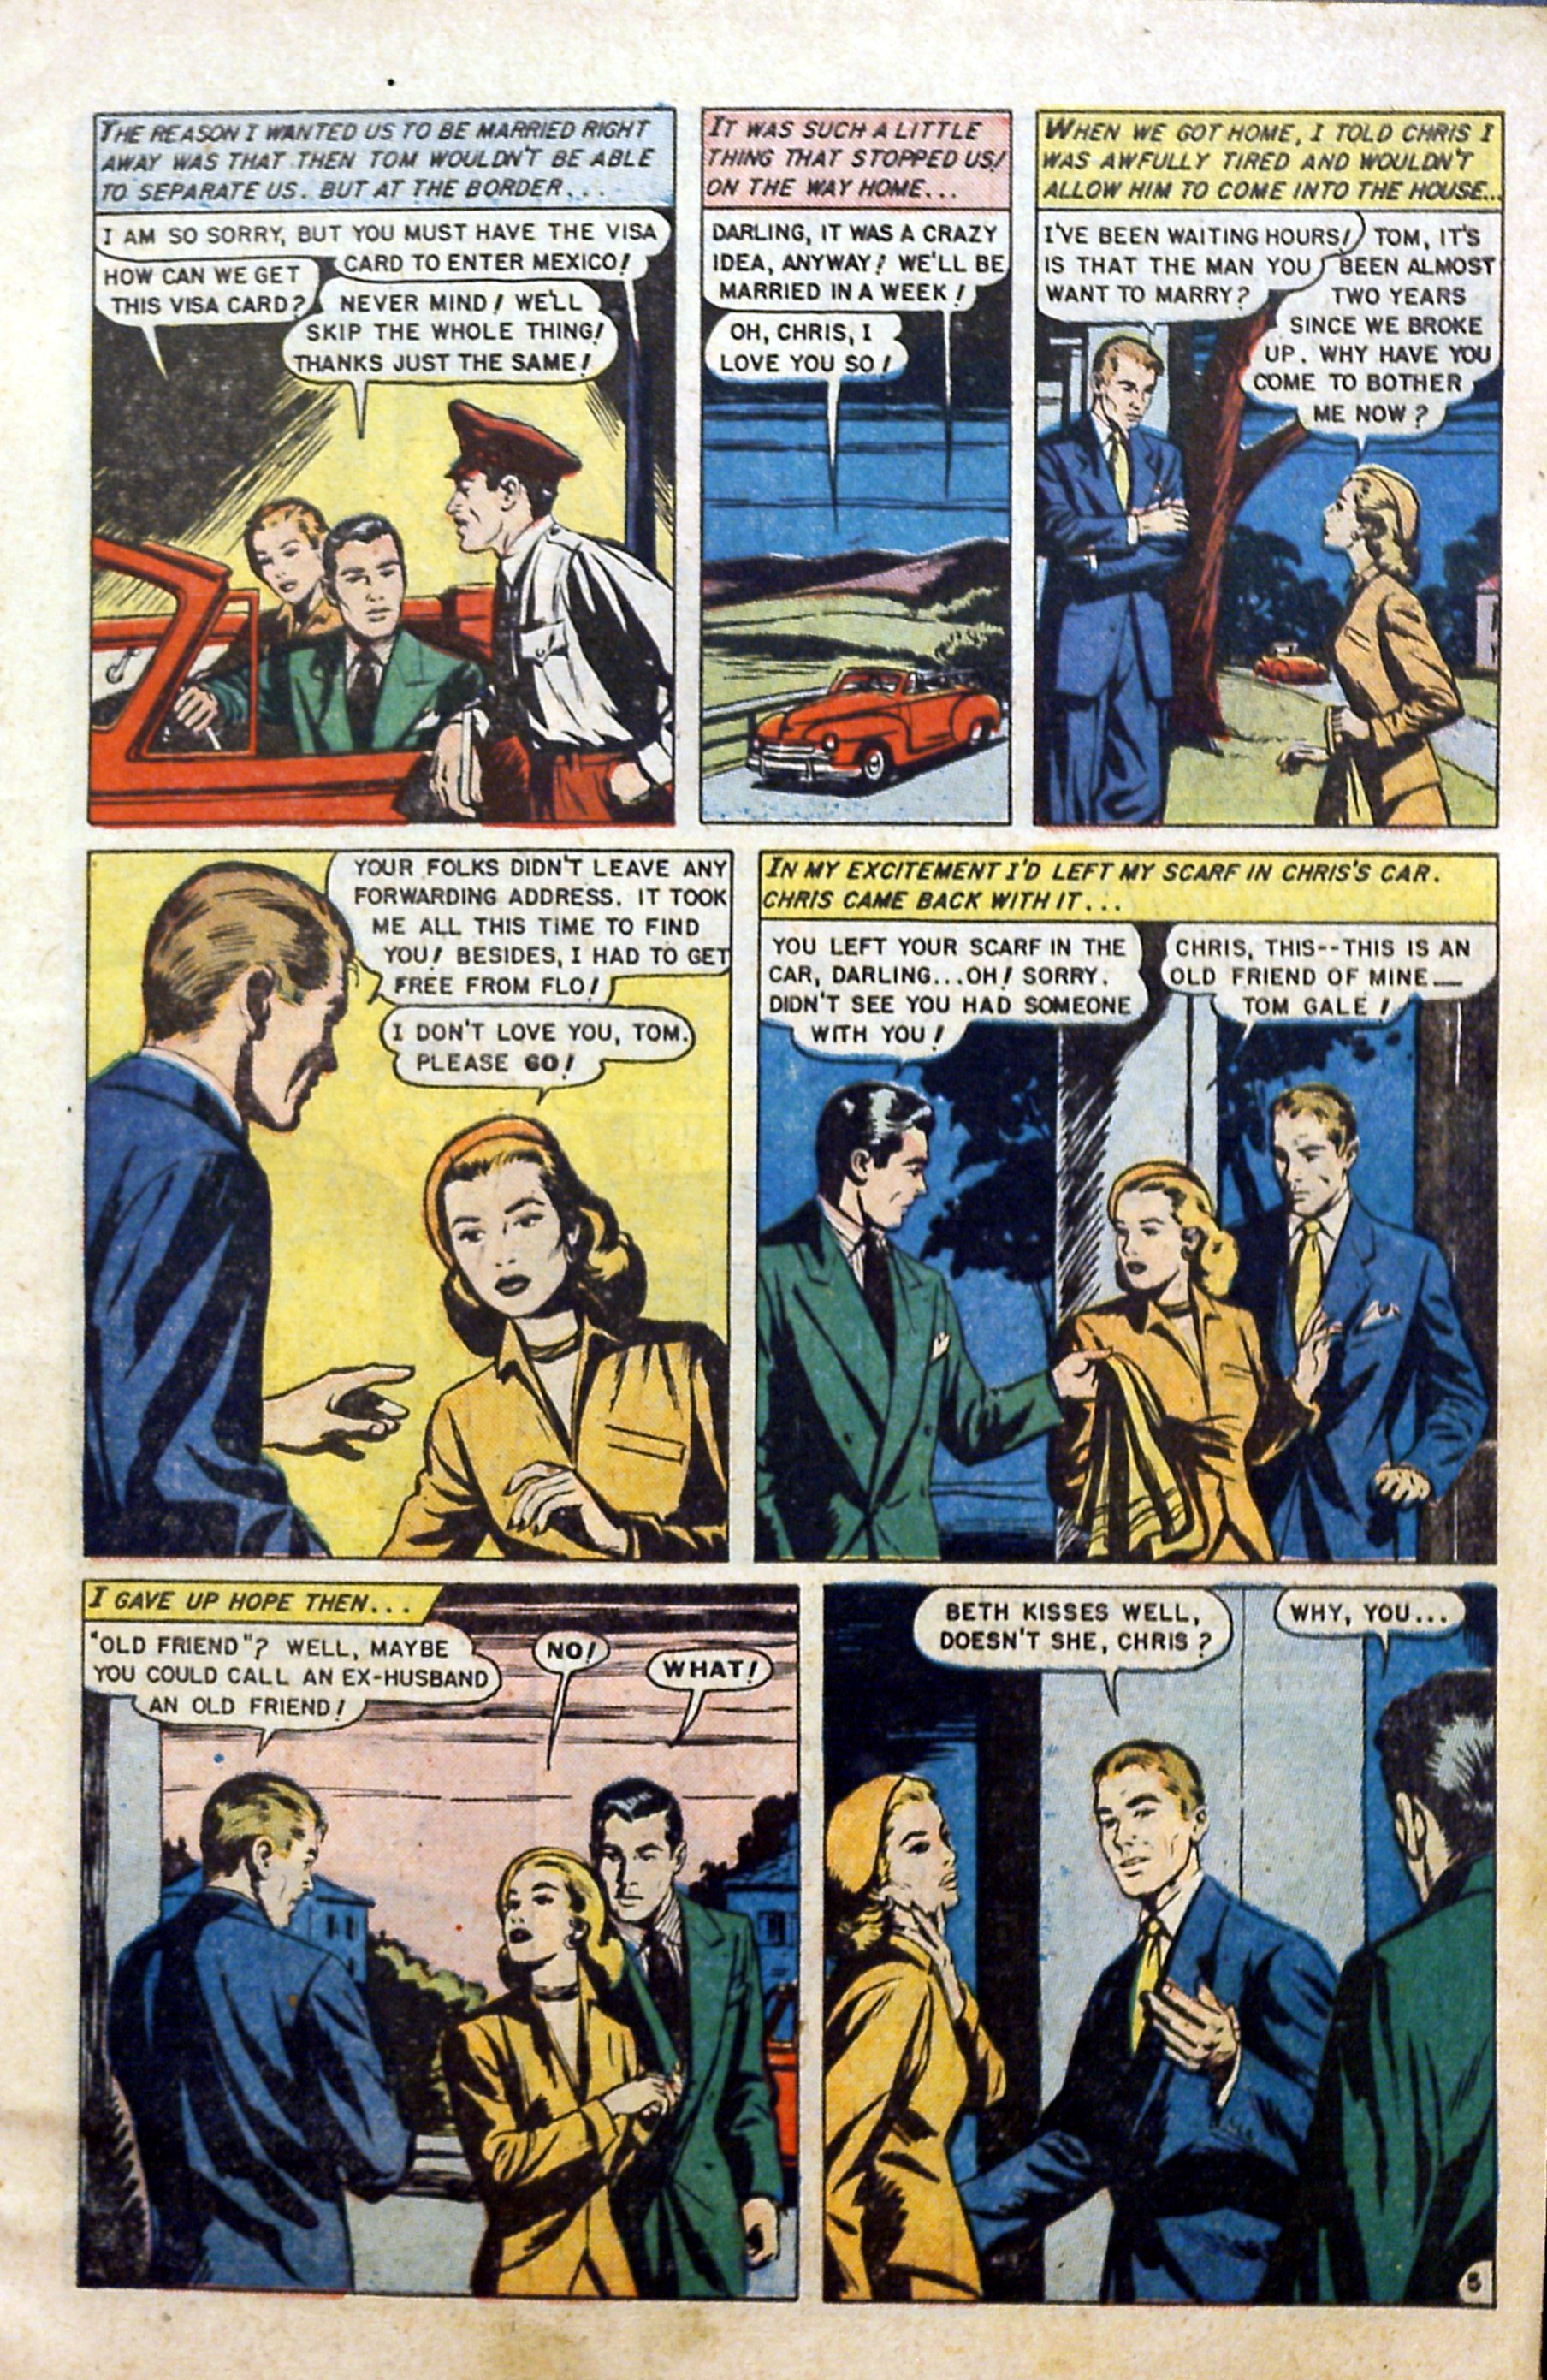 THE REASON I WANTED US TO BE MARRIED RIGHT
AWAY WAS THAT THEN TOM WOULDN'T BE ABLE
TO SEPARATE US. BUT AT THE BORDER...
I AM SO SORRY, BUT YOU MUST HAVE THE VISA
CARD TO ENTER MEXICO!
HOW CAN WE GET
THIS VISA CARD?
NEVER MIND! WE'LL
SKIP THE WHOLE THING!
THANKS JUST THE SAME!
IT WAS SUCH A LITTLE
THING THAT STOPPED US!
ON THE WAY HOME...
DARLING, IT WAS A CRAZY
IDEA, ANYWAY! WE'LL BE
MARRIED IN A WEEK!
OH, CHRIS, I
LOVE YOU SO!
WHEN WE GOT HOME, I TOLD CHRIS I
WAS AWFULLY TIRED AND WOULDN'T
ALLOW HIM TO COME INTO THE HOUSE...
I'VE BEEN WAITING HOURS!
IS THAT THE MAN YOU
WANT TO MARRY?
TOM, IT'S
BEEN ALMOST
TWO YEARS
SINCE WE BROKE
UP. WHY HAVE YOU
COME TO BOTHER
ME NOW?
YOUR FOLKS DIDN'T LEAVE ANY
FORWARDING ADDRESS. IT TOOK
ME ALL THIS TIME TO FIND
YOU! BESIDES, I HAD TO GET
FREE FROM FLO!
I DON'T LOVE YOU, TOM.
PLEASE GO!
IN MY EXCITEMENT I'D LEFT MY SCARF IN CHRIS'S CAR.
CHRIS CAME BACK WITH IT...
YOU LEFT YOUR SCARF IN THE
CAR, DARLING...OH! SORRY.
DIDN'T SEE YOU HAD SOMEONE
WITH YOU!
CHRIS, THIS--THIS IS AN
OLD FRIEND OF MINE—
TOM GALE!
I GAVE UP HOPE THEN...
"OLD FRIEND"? WELL, MAYBE
YOU COULD CALL AN EX-HUSBAND
AN OLD FRIEND!
NO!
WHAT!
BETH KISSES WELL,
DOESN'T SHE, CHRIS?
WHY, YOU...
5